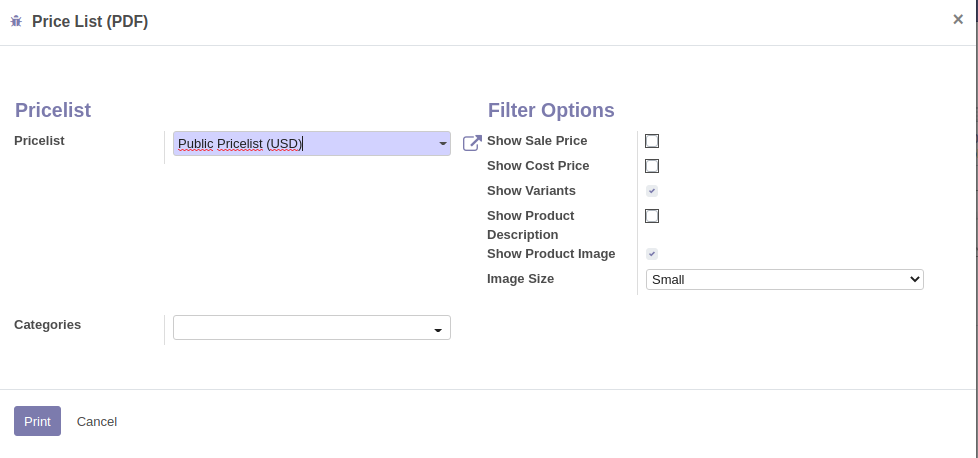 Price List (PDF)
×
Pricelist
Pricelist
Public Pricelist (USD)
Categories
Filter Options
Show Sale Price
Show Cost Price
Show Variants
Show Product
Description
Show Product Image
Image Size
Small
Print
Cancel